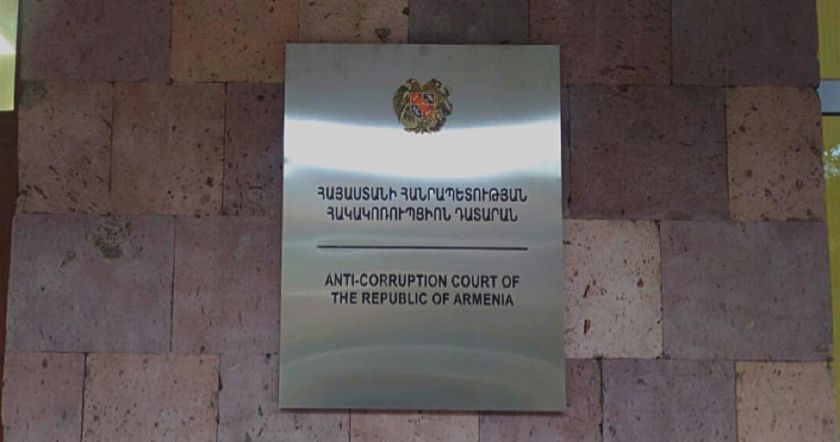 ՀԱՅԱՍՏԱՆԻ ՀԱՆՐԱՊԵՏՈՒԹՅԱՆ
ՀԱԿԱԿՈՌՈՒՊՑԻՈՆ ԴԱՏԱՐԱՆ
ANTI-CORRUPTION COURT OF
THE REPUBLIC OF ARMENIA